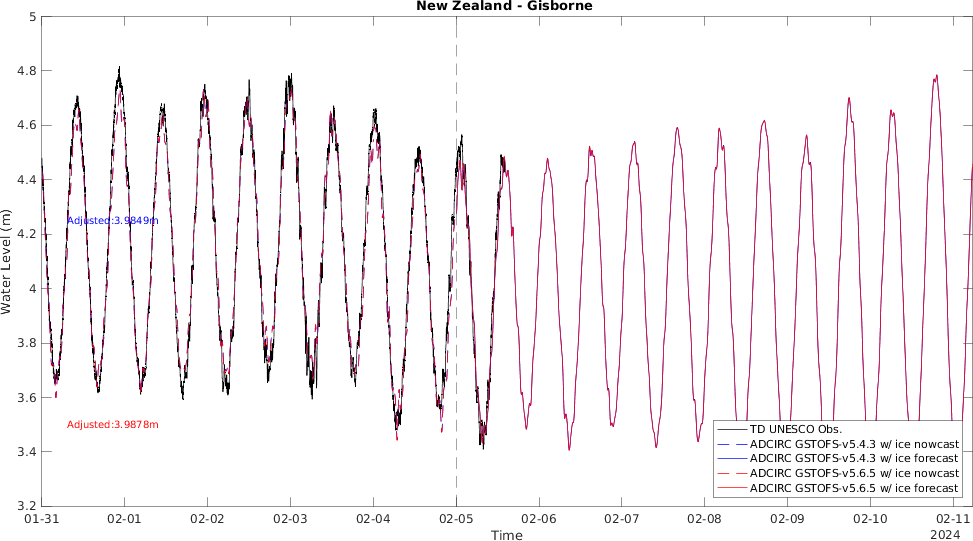 New Zealand - Gisborne
5
4.8
4.6
4.4
4.2
4
3.8
3.6
3.4
3.2
Water Level (m)
Adjusted:3.9849m
Adjusted:3.9878m
TD UNESCO Obs.
ADCIRC GSTOFS-v5.4.3 w/ ice nowcast
ADCIRC GSTOFS-v5.4.3 w/ ice forecast
ADCIRC GSTOFS-v5.6.5 w/ ice nowcast
ADCIRC GSTOFS-v5.6.5 w/ ice forecast
01-31 02-01 02-02 02-03 02-04 02-05 02-06 02-07 02-08 02-09 02-10 02-11
Time
2024